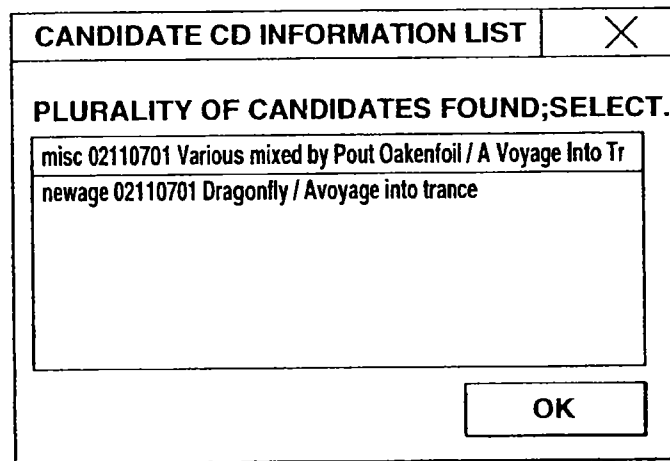 CANDIDATE CD INFORMATION LIST
PLURALITY OF CANDIDATES FOUND;SELECT.
misc 02110701 Various mixed by Pout Oakenfoil / A Voyage Into Tr
newage 02110701 Dragonfly / Avoyage into trance
OK